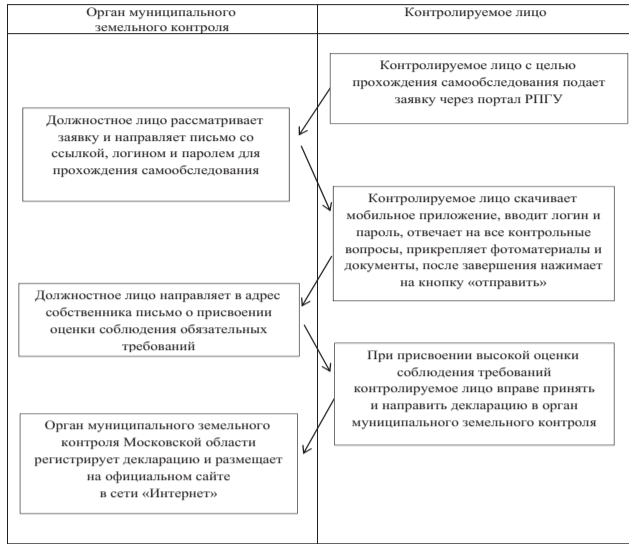 Орган муниципального
земельного контроля
Контролируемое лицо
Контролируемое лицо с целью
прохождения самообследования подает
заявку через портал РПГУ
Должностное лицо рассматривает
заявку и направляет письмо со
ссылкой, логином и паролем для
прохождения самообследования
Контролируемое лицо скачивает
мобильное приложение, вводит логин и
пароль, отвечает на все контрольные
вопросы, прикрепляет фотоматериалы и
документы, после завершения нажимает
на кнопку «отправить»
Должностное лицо направляет в адрес
собственника письмо о присвоении
оценки соблюдения обязательных
требований
При присвоении высокой оценки
соблюдения требований
контролируемое лицо вправе принять
и направить декларацию в орган
муниципального земельного контроля
Орган муниципального земельного
контроля Московской области
регистрирует декларацию и размещает
на официальном сайте
в сети «Интернет»